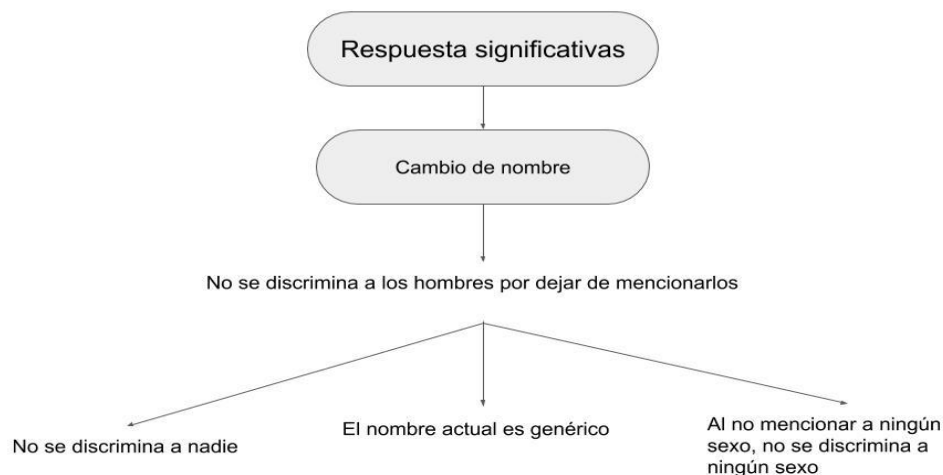 Respuesta significativas
Cambio de nombre
No se discrimina a los hombres por dejar de mencionarlos
No se discrimina a nadie
El nombre actual es genérico
Al no mencionar a ningún
sexo, no se discrimina a
ningún sexo